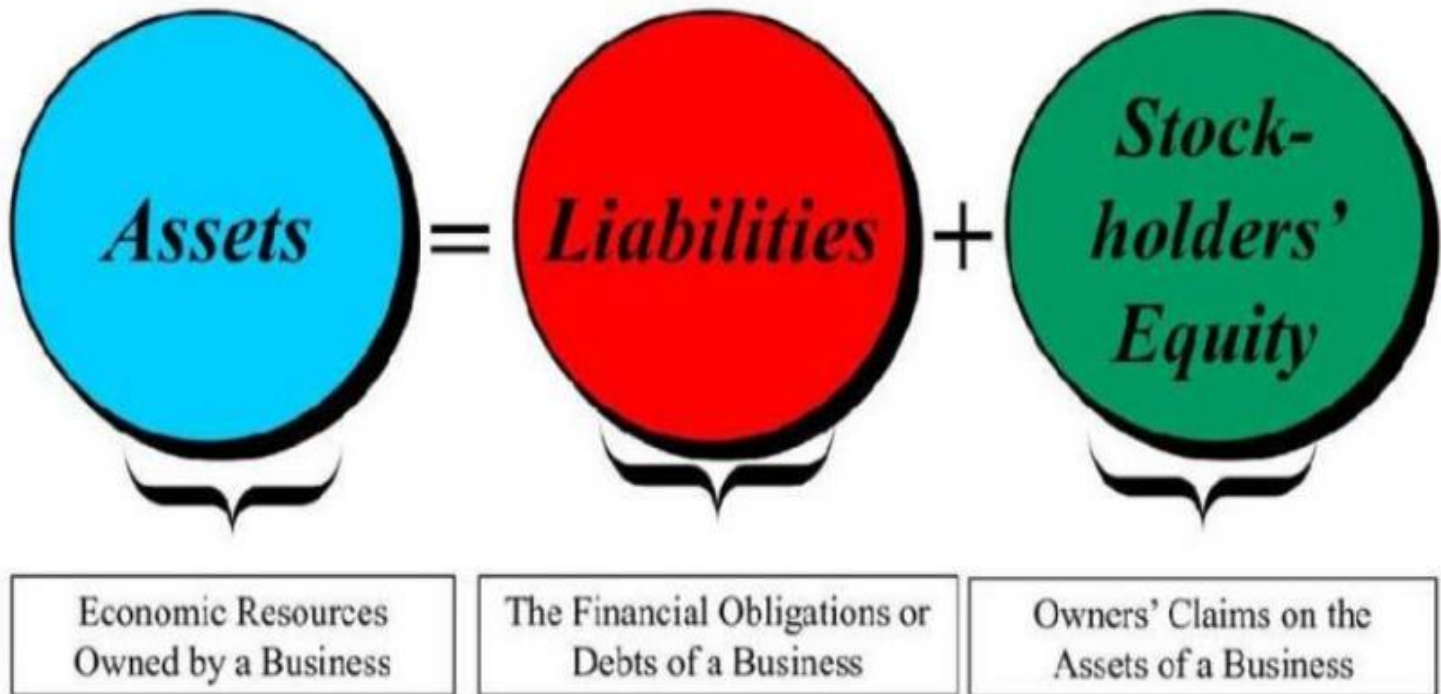 Assets
=
Liabilities
+
Stock-
holders’
Equity
Economic Resources
Owned by a Business
The Financial Obligations or
Debts of a Business
Owners’ Claims on the
Assets of a Business